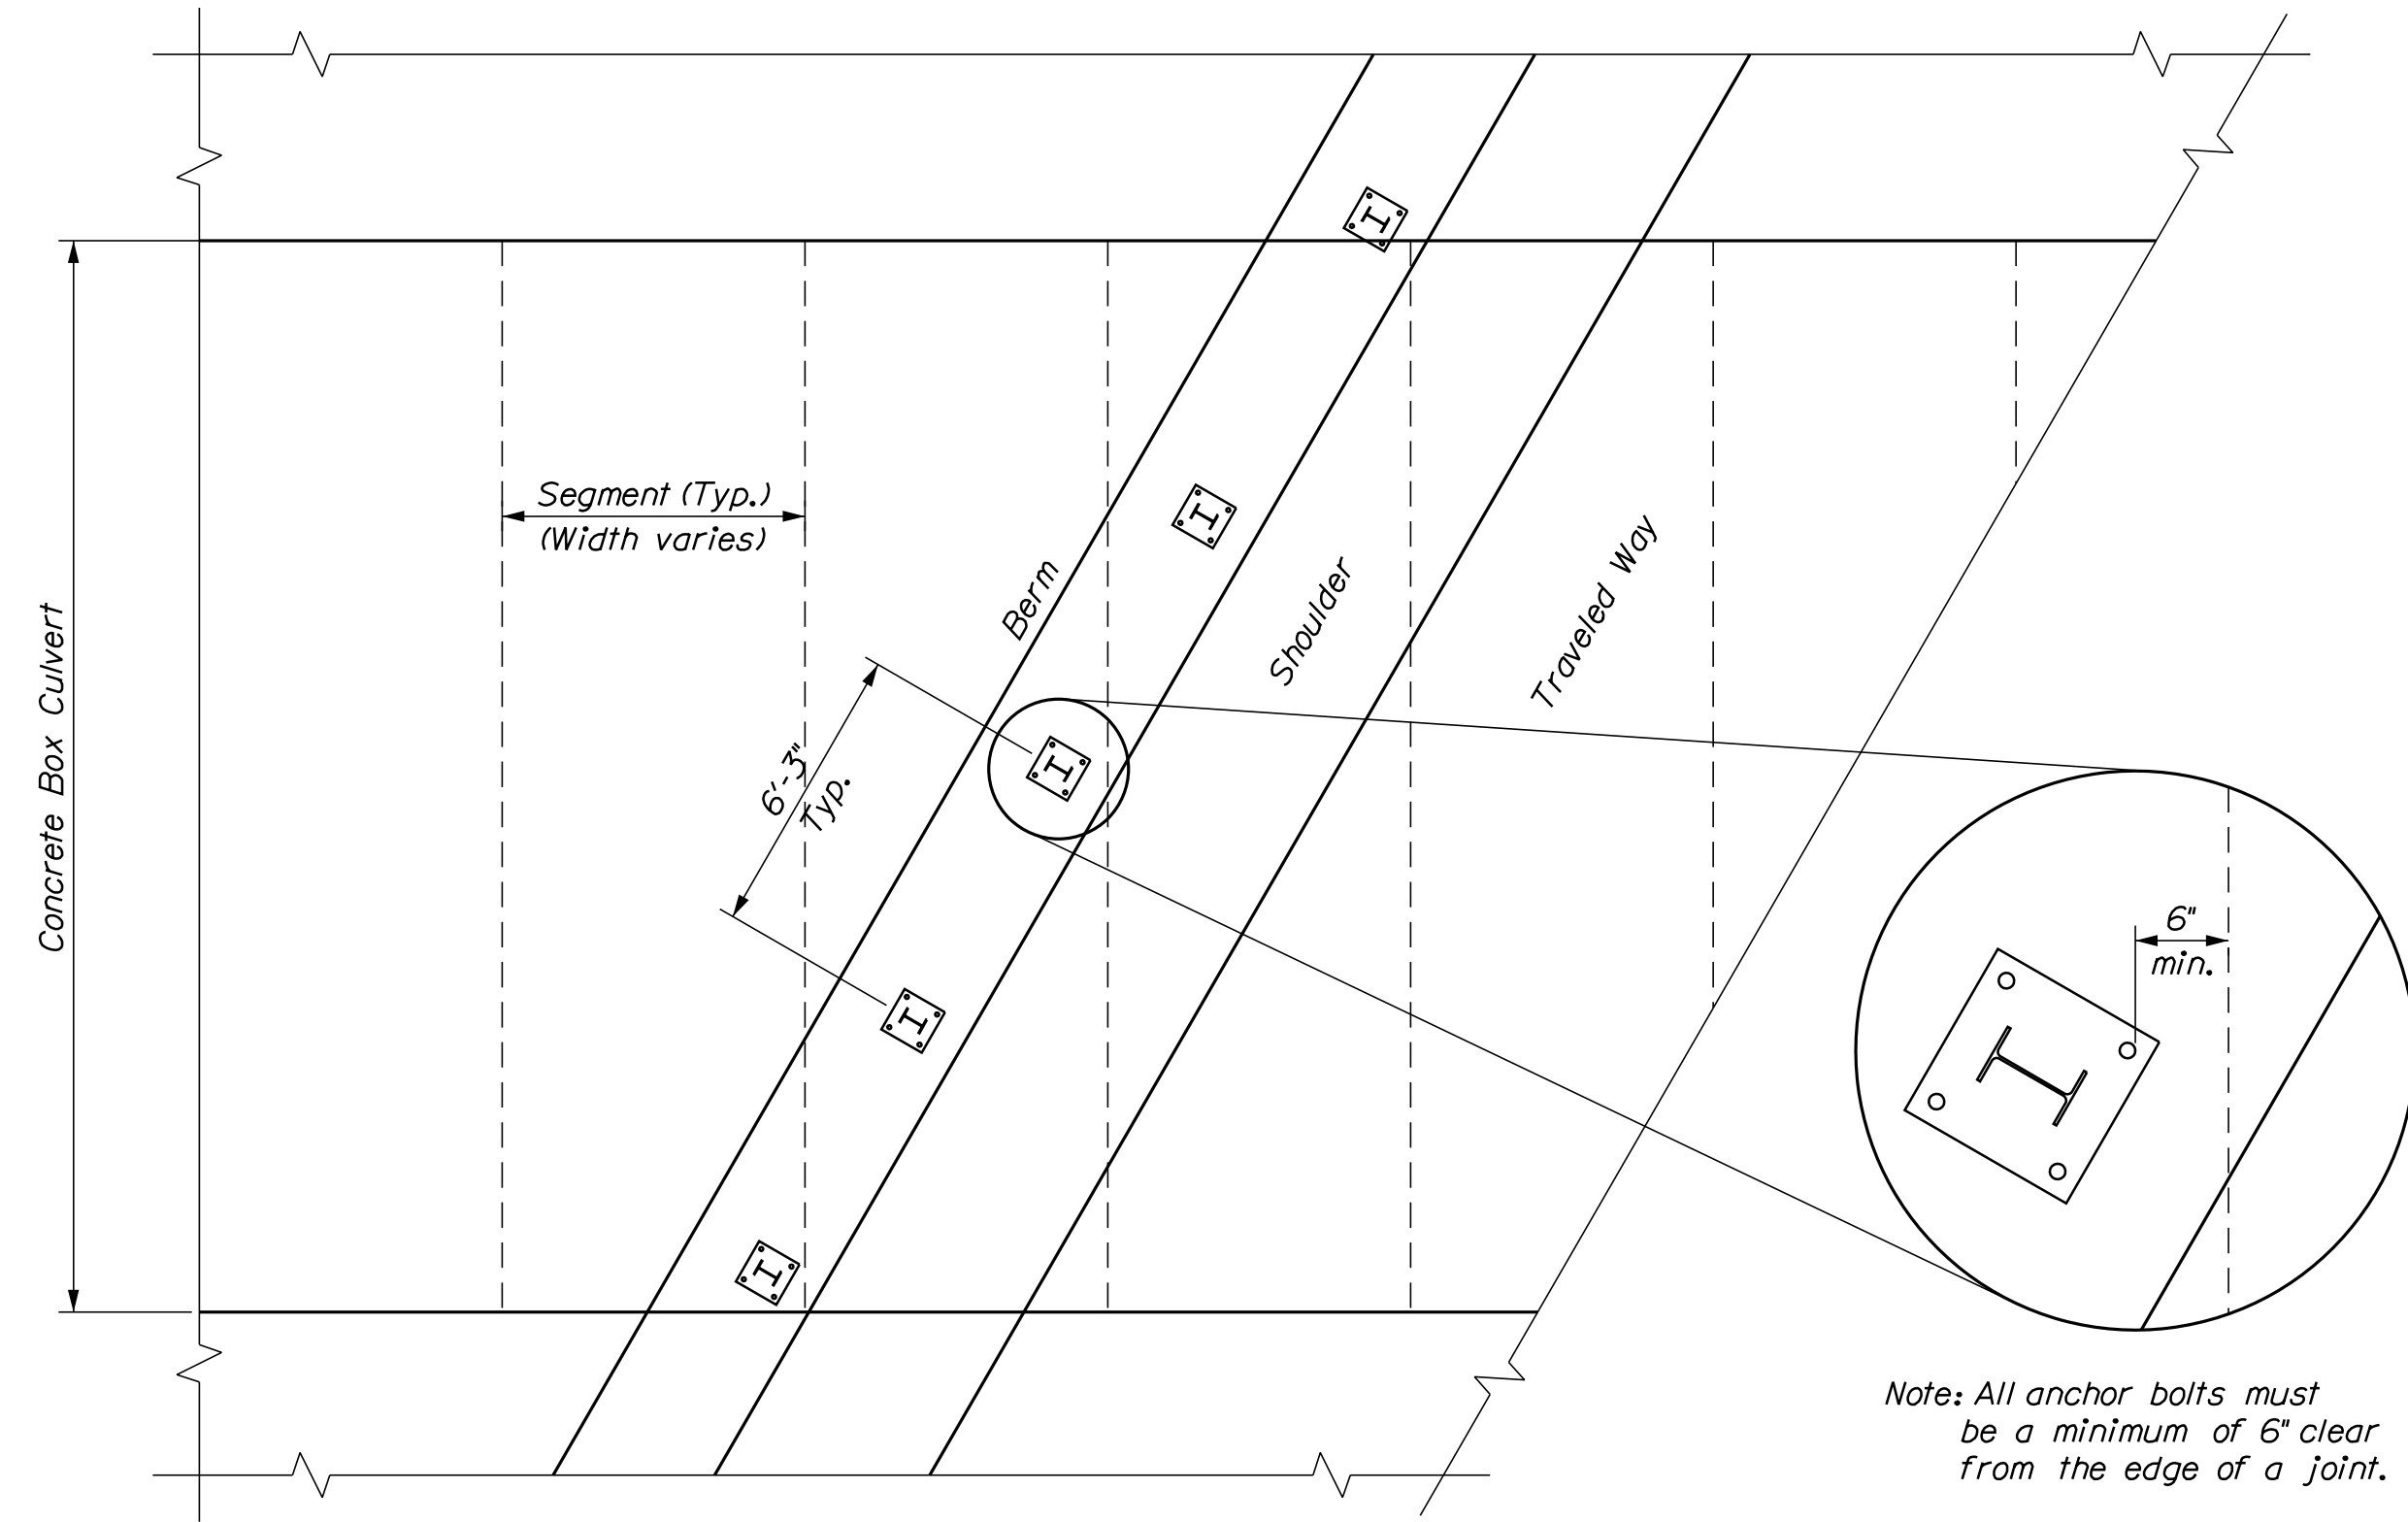 Segment (Typ.)
(Width varies)
Berm
Shoulder
Traveled Way
Concrete Box Culvert
6'-3"
Typ.
6"
min.
Note: All anchor bolts must
be a minimum of 6" clear
from the edge of a joint.